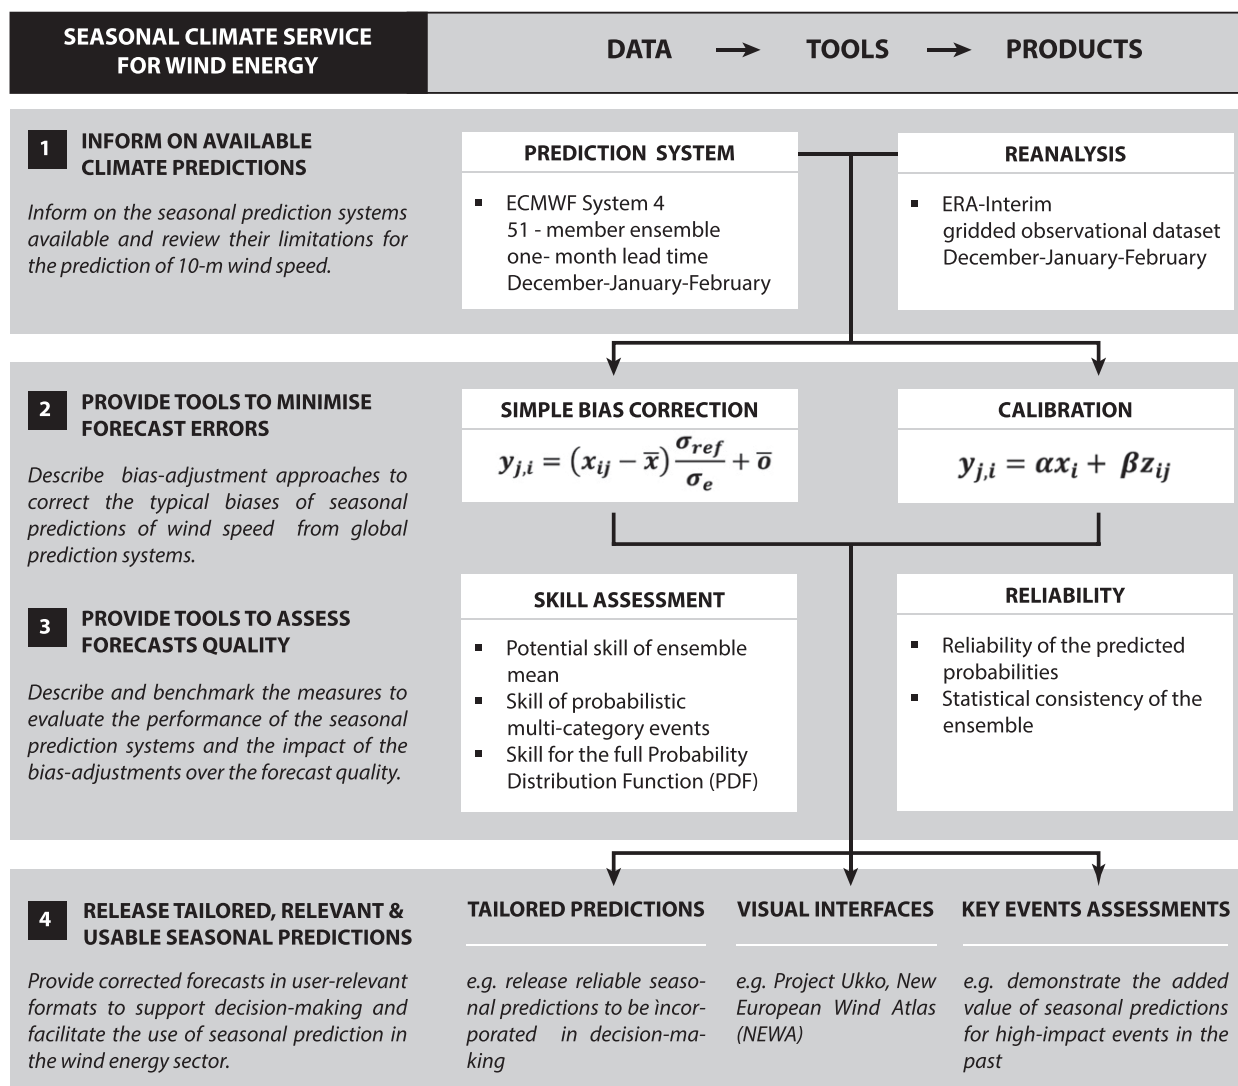 SEASONAL CLIMATE SERVICE
FOR WIND ENERGY
DATA → TOOLS → PRODUCTS
1 INFORM ON AVAILABLE
CLIMATE PREDICTIONS
Inform on the seasonal prediction systems
available and review their limitations for
the prediction of 10-m wind speed.
PREDICTION SYSTEM
▪ ECMWF System 4
51 - member ensemble
one- month lead time
December-January-February
REANALYSIS
▪ ERA-Interim
gridded observational dataset
December-January-February
2 PROVIDE TOOLS TO MINIMISE
FORECAST ERRORS
Describe bias-adjustment approaches to
correct the typical biases of seasonal
predictions of wind speed from global
prediction systems.
SIMPLE BIAS CORRECTION
y_{j,i} = (x_{ij} − x̄) σ_{ref}/σ_e + o̅
CALIBRATION
y_{j,i} = αx_i + βz_{ij}
3 PROVIDE TOOLS TO ASSESS
FORECASTS QUALITY
Describe and benchmark the measures to
evaluate the performance of the seasonal
prediction systems and the impact of the
bias-adjustments over the forecast quality.
SKILL ASSESSMENT
▪ Potential skill of ensemble
mean
▪ Skill of probabilistic
multi-category events
▪ Skill for the full Probability
Distribution Function (PDF)
RELIABILITY
▪ Reliability of the predicted
probabilities
▪ Statistical consistency of the
ensemble
4 RELEASE TAILORED, RELEVANT &
USABLE SEASONAL PREDICTIONS
Provide corrected forecasts in user-relevant
formats to support decision-making and
facilitate the use of seasonal prediction in
the wind energy sector.
TAILORED PREDICTIONS
e.g. release reliable seaso-
nal predictions to be ìncor-
porated in decision-ma-
king
VISUAL INTERFACES
e.g. Project Ukko, New
European Wind Atlas
(NEWA)
KEY EVENTS ASSESSMENTS
e.g. demonstrate the added
value of seasonal predictions
for high-impact events in the
past